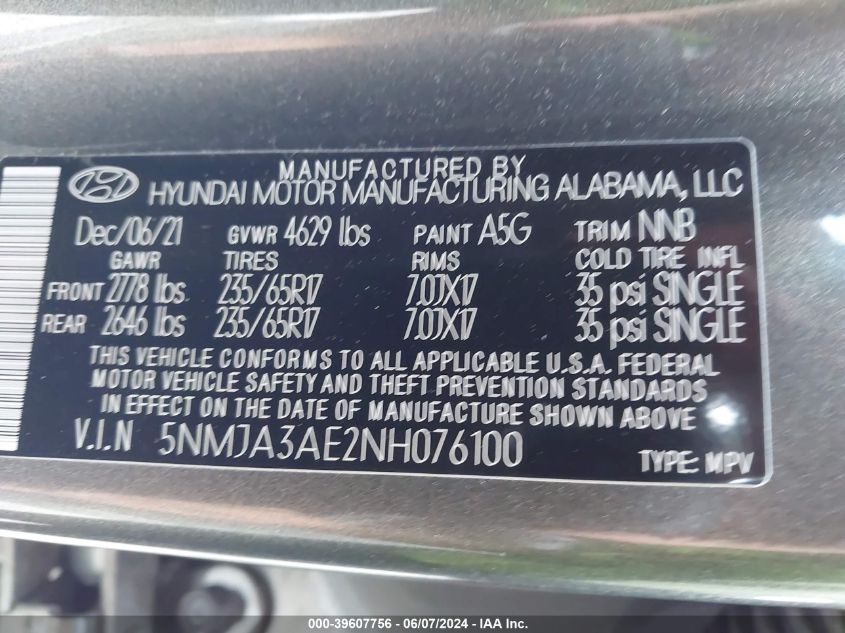 MANUFACTURED BY
HYUNDAI MOTOR MANUFACTURING ALABAMA, LLC
Dec/06/21 GVWR 4629 lbs PAINT A5G TRIM NNB
GAWR TIRES RIMS COLD TIRE INFL
FRONT 2778 lbs 235/65R17 7.0JX17 35 psi SINGLE
REAR 2646 lbs 235/65R17 7.0JX17 35 psi SINGLE
THIS VEHICLE CONFORMS TO ALL APPLICABLE U.S.A. FEDERAL
MOTOR VEHICLE SAFETY AND THEFT PREVENTION STANDARDS
IN EFFECT ON THE DATE OF MANUFACTURE SHOWN ABOVE
V.I.N 5NMJA3AE2NH076100 TYPE: MPV
000-39607756 - 06/07/2024 - IAA Inc.